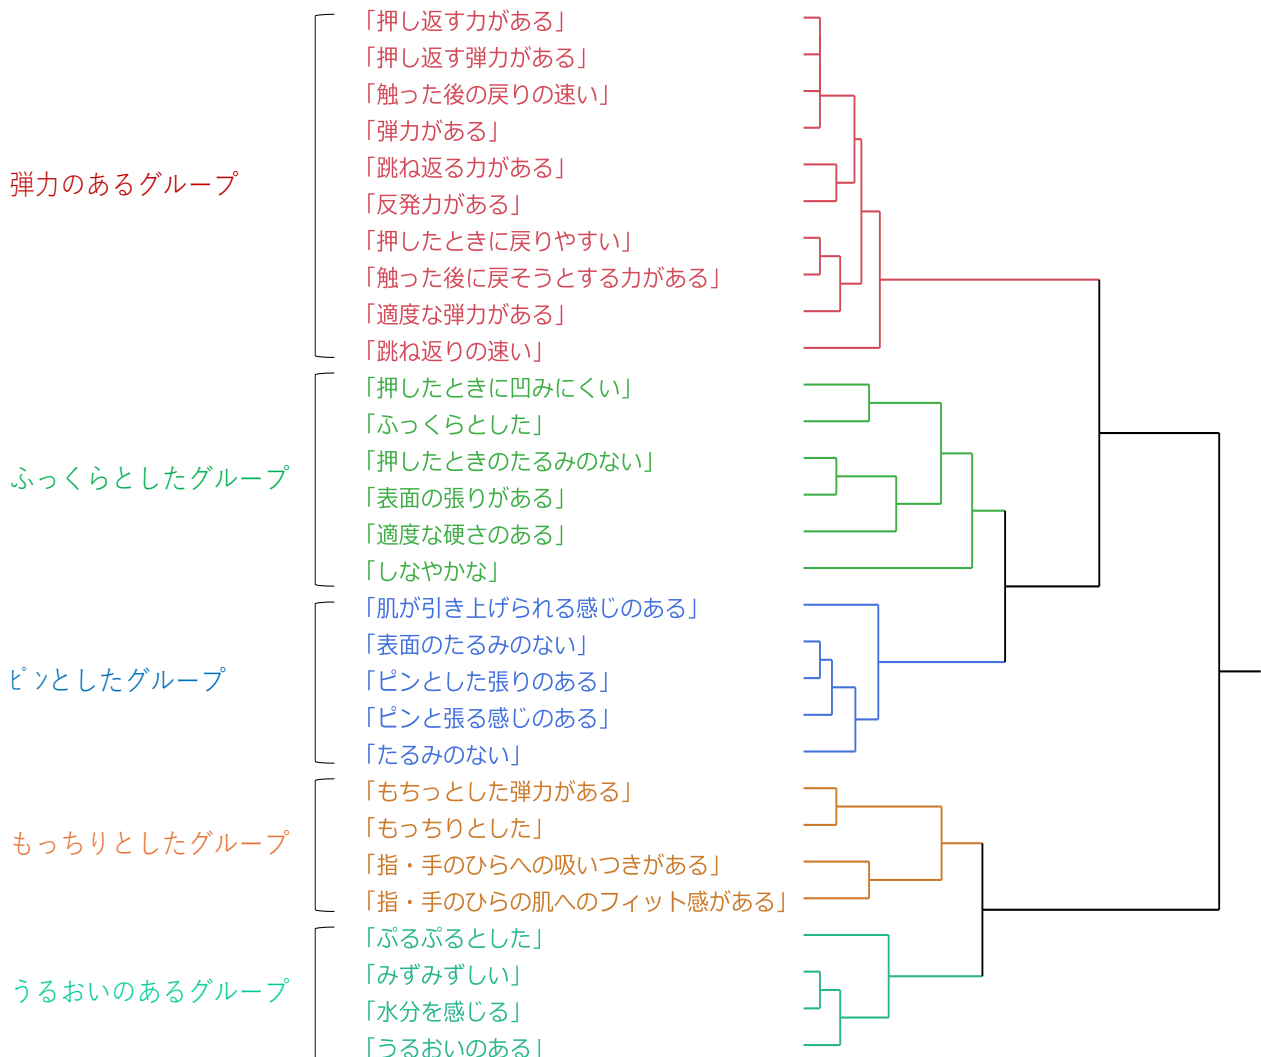 弾力のあるグループ
「押し返す力がある」
「押し返す弾力がある」
「触った後の戻りの速い」
「弾力がある」
「跳ね返る力がある」
「反発力がある」
「押したときに戻りやすい」
「触った後に戻そうとする力がある」
「適度な弾力がある」
「跳ね返りの速い」
ふっくらとしたグループ
「押したときに凹みにくい」
「ふっくらとした」
「押したときのたるみのない」
「表面の張りがある」
「適度な硬さのある」
「しなやかな」
ピンとしたグループ
「肌が引き上げられる感じのある」
「表面のたるみのない」
「ピンとした張りのある」
「ピンと張る感じのある」
「たるみのない」
もっちりとしたグループ
「もちっとした弾力がある」
「もっちりとした」
「指・手のひらへの吸いつきがある」
「指・手のひらの肌へのフィット感がある」
うるおいのあるグループ
「ぷるぷるとした」
「みずみずしい」
「水分を感じる」
「うるおいのある」